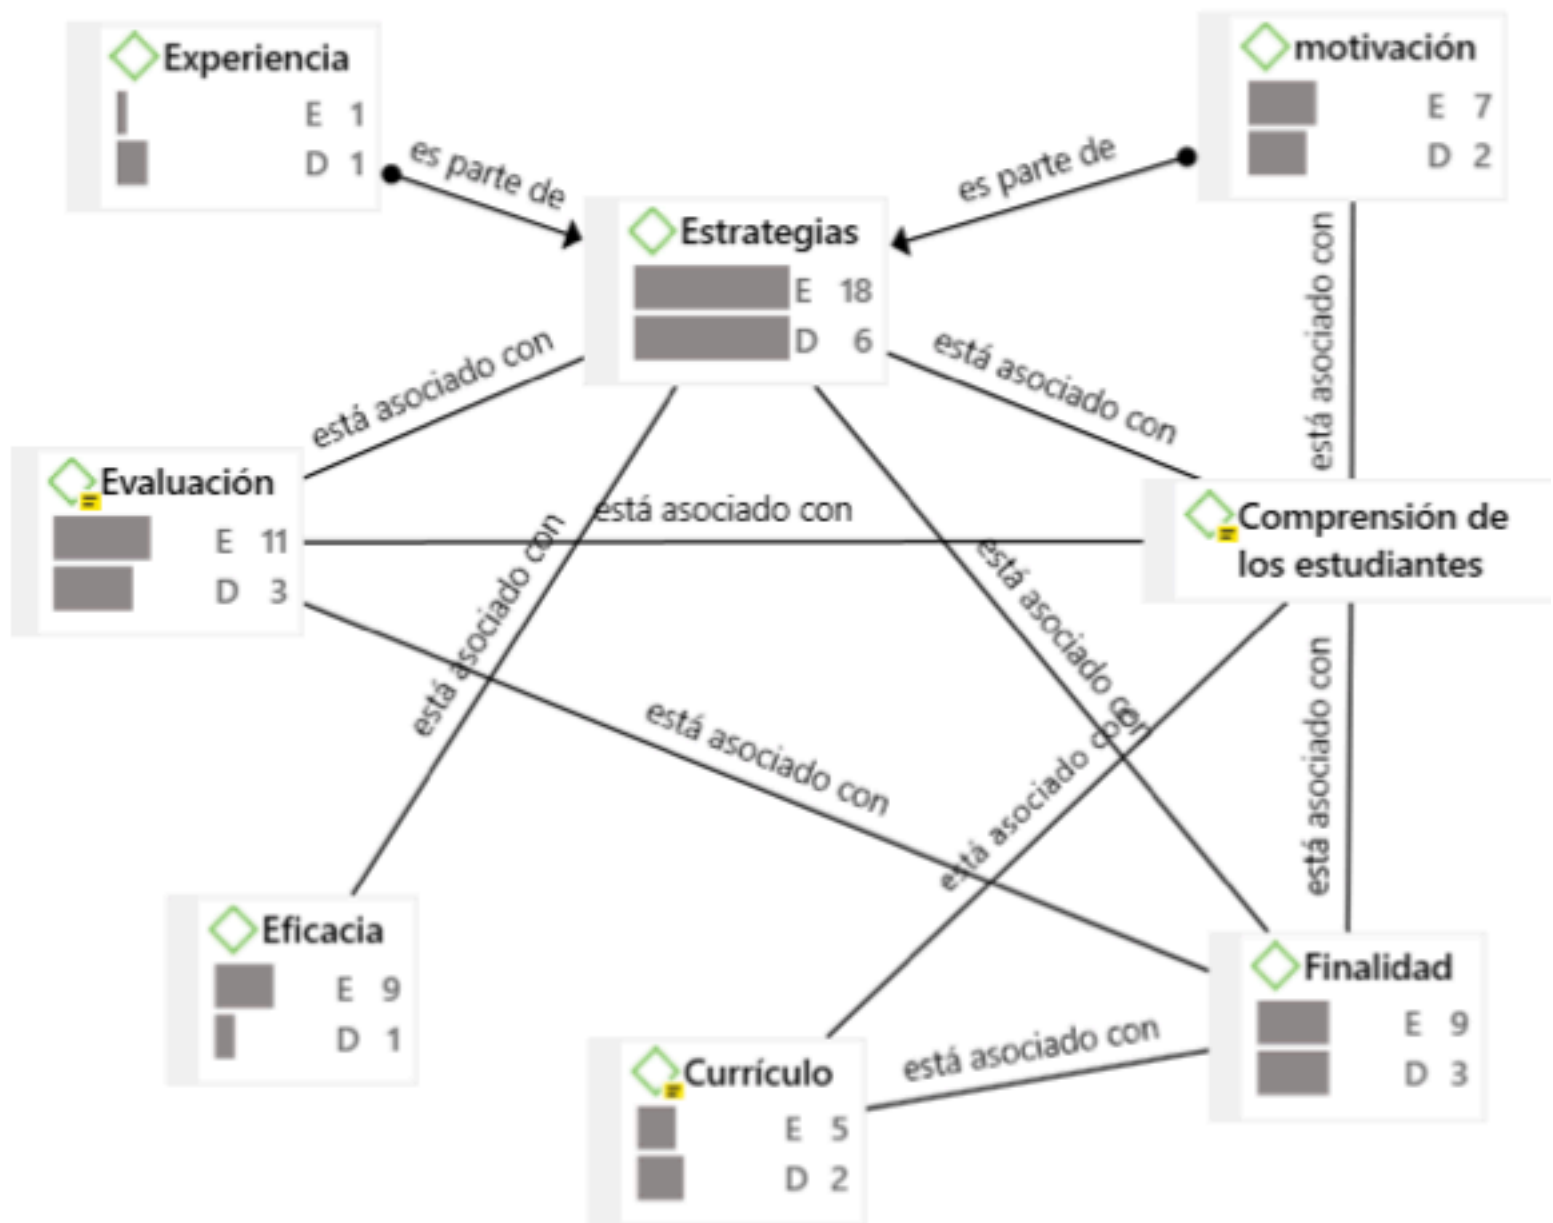 Experiencia
E 1
D 1
motivación
E 7
D 2
es parte de
es parte de
Estrategias
E 18
D 6
está asociado con
está asociado con
está asociado con
Evaluación
E 11
D 3
está asociado con
Comprensión de
los estudiantes
está asociado con
está asociado con
está asociado con
está asociado con
está asociado con
Eficacia
E 9
D 1
Finalidad
E 9
D 3
está asociado con
Currículo
E 5
D 2